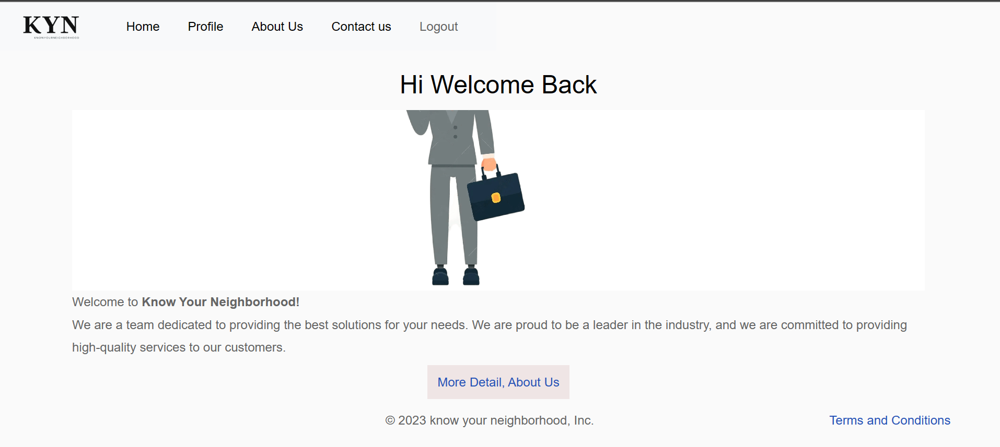 KYN
KNOWYOURNEIGHBORHOOD
Home Profile About Us Contact us Logout
Hi Welcome Back
Welcome to Know Your Neighborhood!
We are a team dedicated to providing the best solutions for your needs. We are proud to be a leader in the industry, and we are committed to providing
high-quality services to our customers.
More Detail, About Us
© 2023 know your neighborhood, Inc.
Terms and Conditions